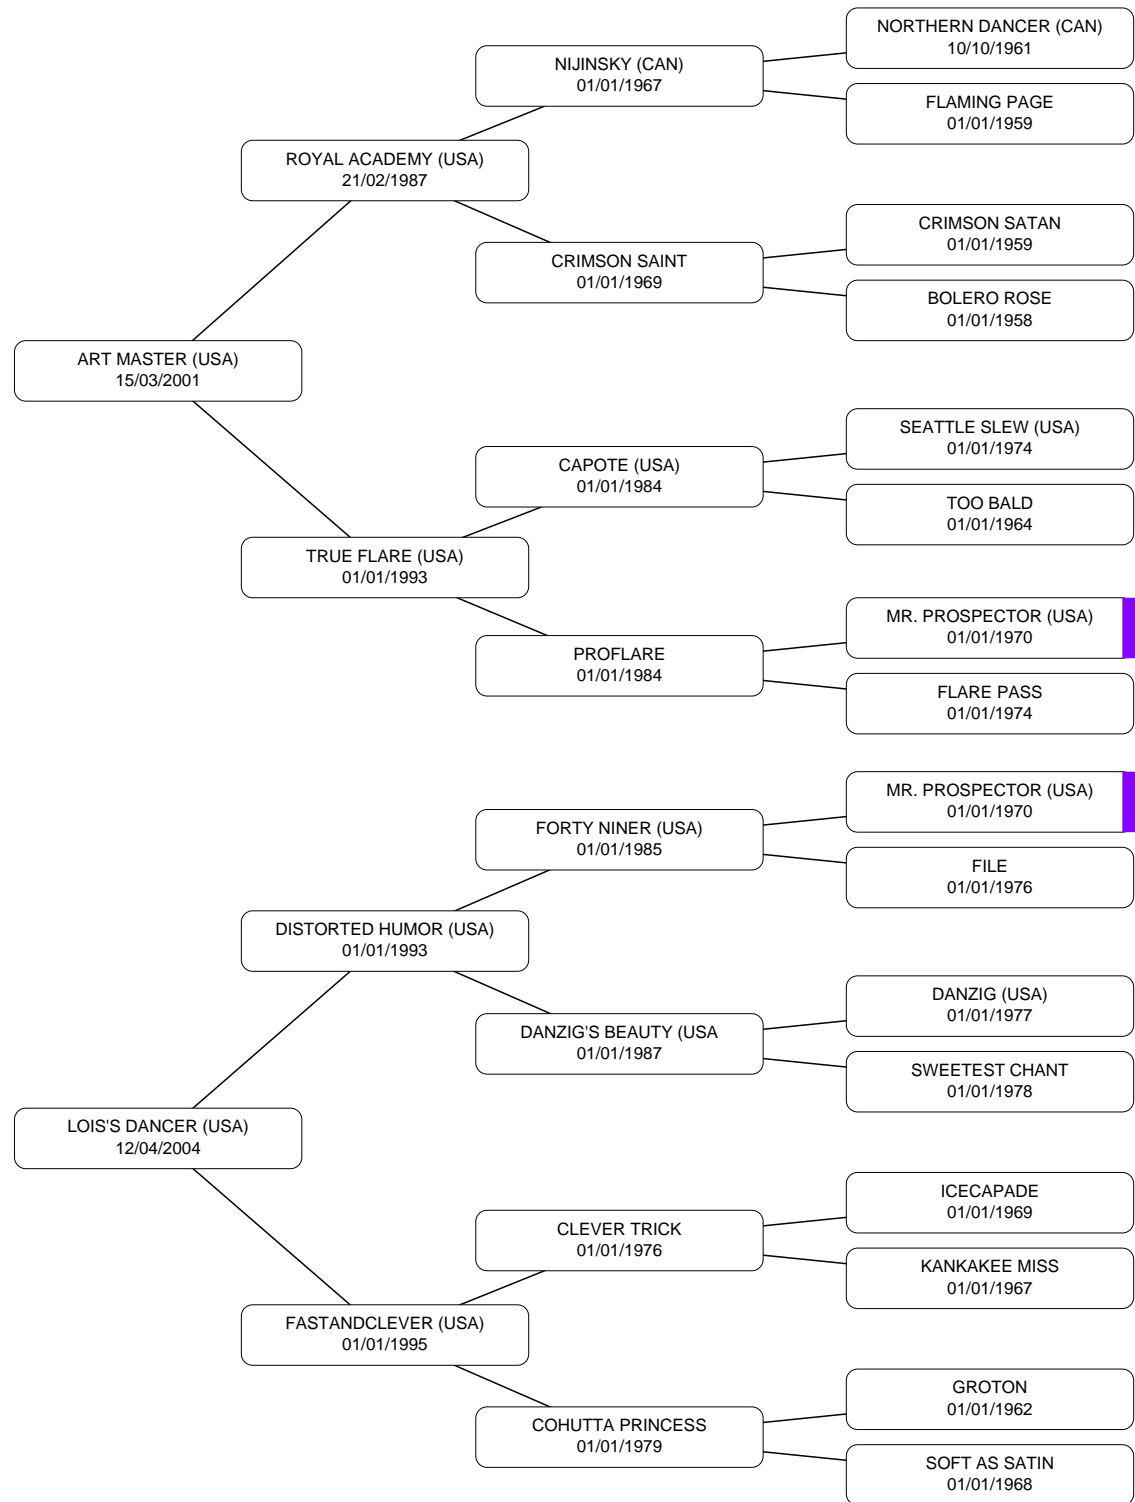 NORTHERN DANCER (CAN)
10/10/1961
NIJINSKY (CAN)
01/01/1967
FLAMING PAGE
01/01/1959
ROYAL ACADEMY (USA)
21/02/1987
CRIMSON SATAN
01/01/1959
CRIMSON SAINT
01/01/1969
BOLERO ROSE
01/01/1958
ART MASTER (USA)
15/03/2001
SEATTLE SLEW (USA)
01/01/1974
CAPOTE (USA)
01/01/1984
TOO BALD
01/01/1964
TRUE FLARE (USA)
01/01/1993
MR. PROSPECTOR (USA)
01/01/1970
PROFLARE
01/01/1984
FLARE PASS
01/01/1974
MR. PROSPECTOR (USA)
01/01/1970
FORTY NINER (USA)
01/01/1985
FILE
01/01/1976
DISTORTED HUMOR (USA)
01/01/1993
DANZIG (USA)
01/01/1977
DANZIG'S BEAUTY (USA
01/01/1987
SWEETEST CHANT
01/01/1978
LOIS'S DANCER (USA)
12/04/2004
ICECAPADE
01/01/1969
CLEVER TRICK
01/01/1976
KANKAKEE MISS
01/01/1967
FASTANDCLEVER (USA)
01/01/1995
GROTON
01/01/1962
COHUTTA PRINCESS
01/01/1979
SOFT AS SATIN
01/01/1968